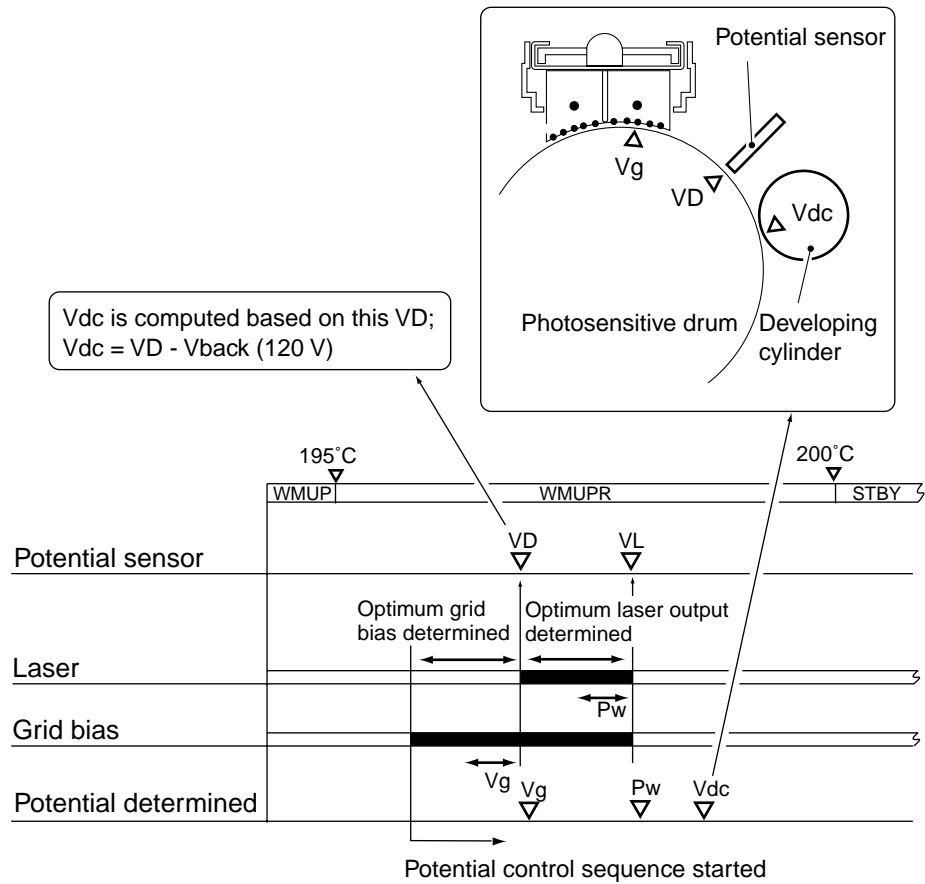 Potential sensor
Vg
VD
Vdc
Photosensitive drum
Developing
cylinder
Vdc is computed based on this VD;
Vdc = VD - Vback (120 V)
195˚C
200˚C
WMUP
WMUPR
STBY
VD
VL
Potential sensor
Optimum grid
bias determined
Optimum laser output
determined
Laser
Pw
Grid bias
Vg
Vg
Pw
Vdc
Potential determined
Potential control sequence started